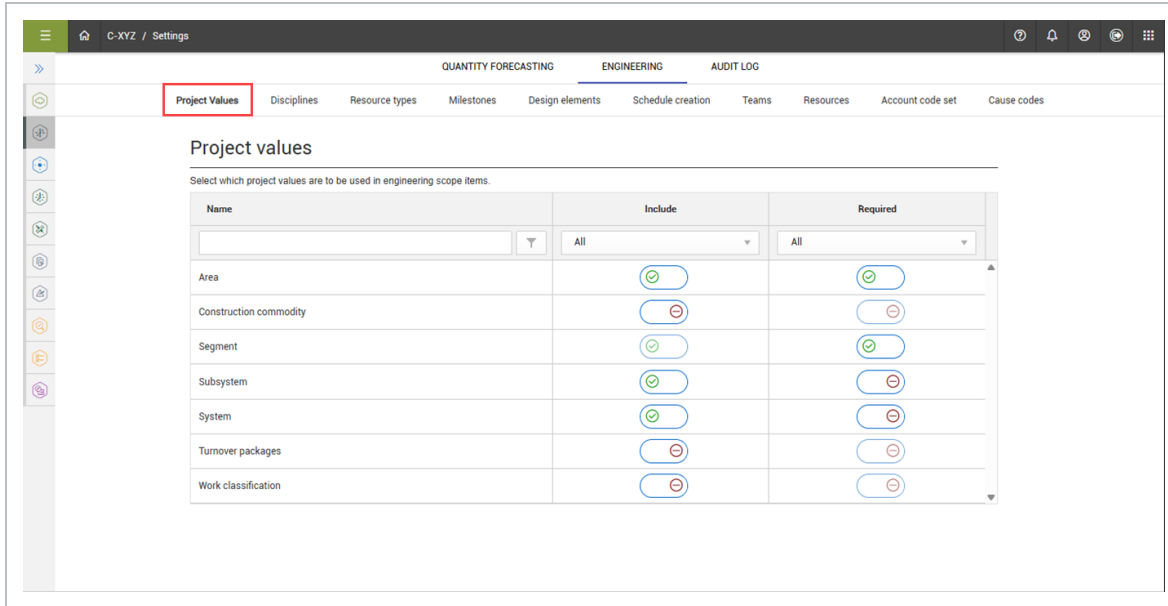 C-XYZ / Settings
QUANTITY FORECASTING ENGINEERING AUDIT LOG
Project Values Disciplines Resource types Milestones Design elements Schedule creation Teams Resources Account code set Cause codes
Project values
Select which project values are to be used in engineering scope items.
Name Include Required
All All
Area
Construction commodity
Segment
Subsystem
System
Turnover packages
Work classification